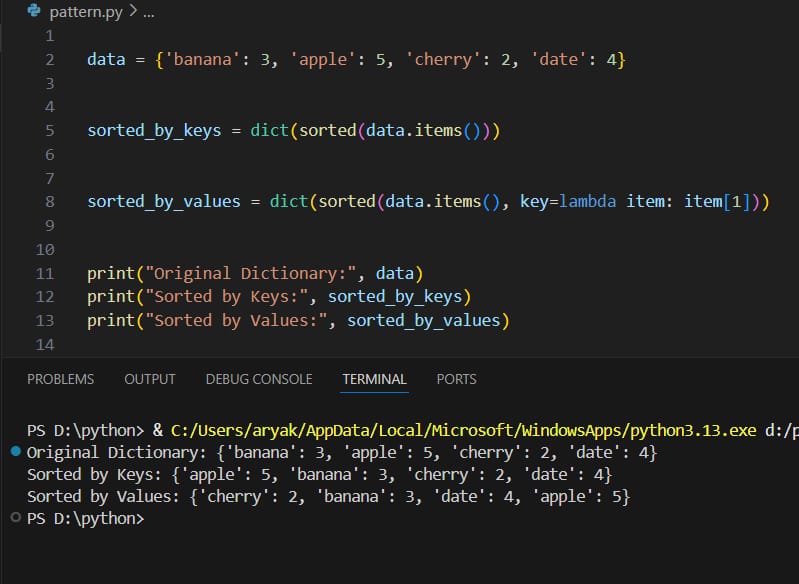 pattern.py > ...
1
2 data = {'banana': 3, 'apple': 5, 'cherry': 2, 'date': 4}
3
4
5 sorted_by_keys = dict(sorted(data.items()))
6
7
8 sorted_by_values = dict(sorted(data.items(), key=lambda item: item[1]))
9
10
11 print("Original Dictionary:", data)
12 print("Sorted by Keys:", sorted_by_keys)
13 print("Sorted by Values:", sorted_by_values)
14
PROBLEMS OUTPUT DEBUG CONSOLE TERMINAL PORTS
PS D:\python> & C:/Users/aryak/AppData/Local/Microsoft/WindowsApps/python3.13.exe d:/p
Original Dictionary: {'banana': 3, 'apple': 5, 'cherry': 2, 'date': 4}
Sorted by Keys: {'apple': 5, 'banana': 3, 'cherry': 2, 'date': 4}
Sorted by Values: {'cherry': 2, 'banana': 3, 'date': 4, 'apple': 5}
PS D:\python>